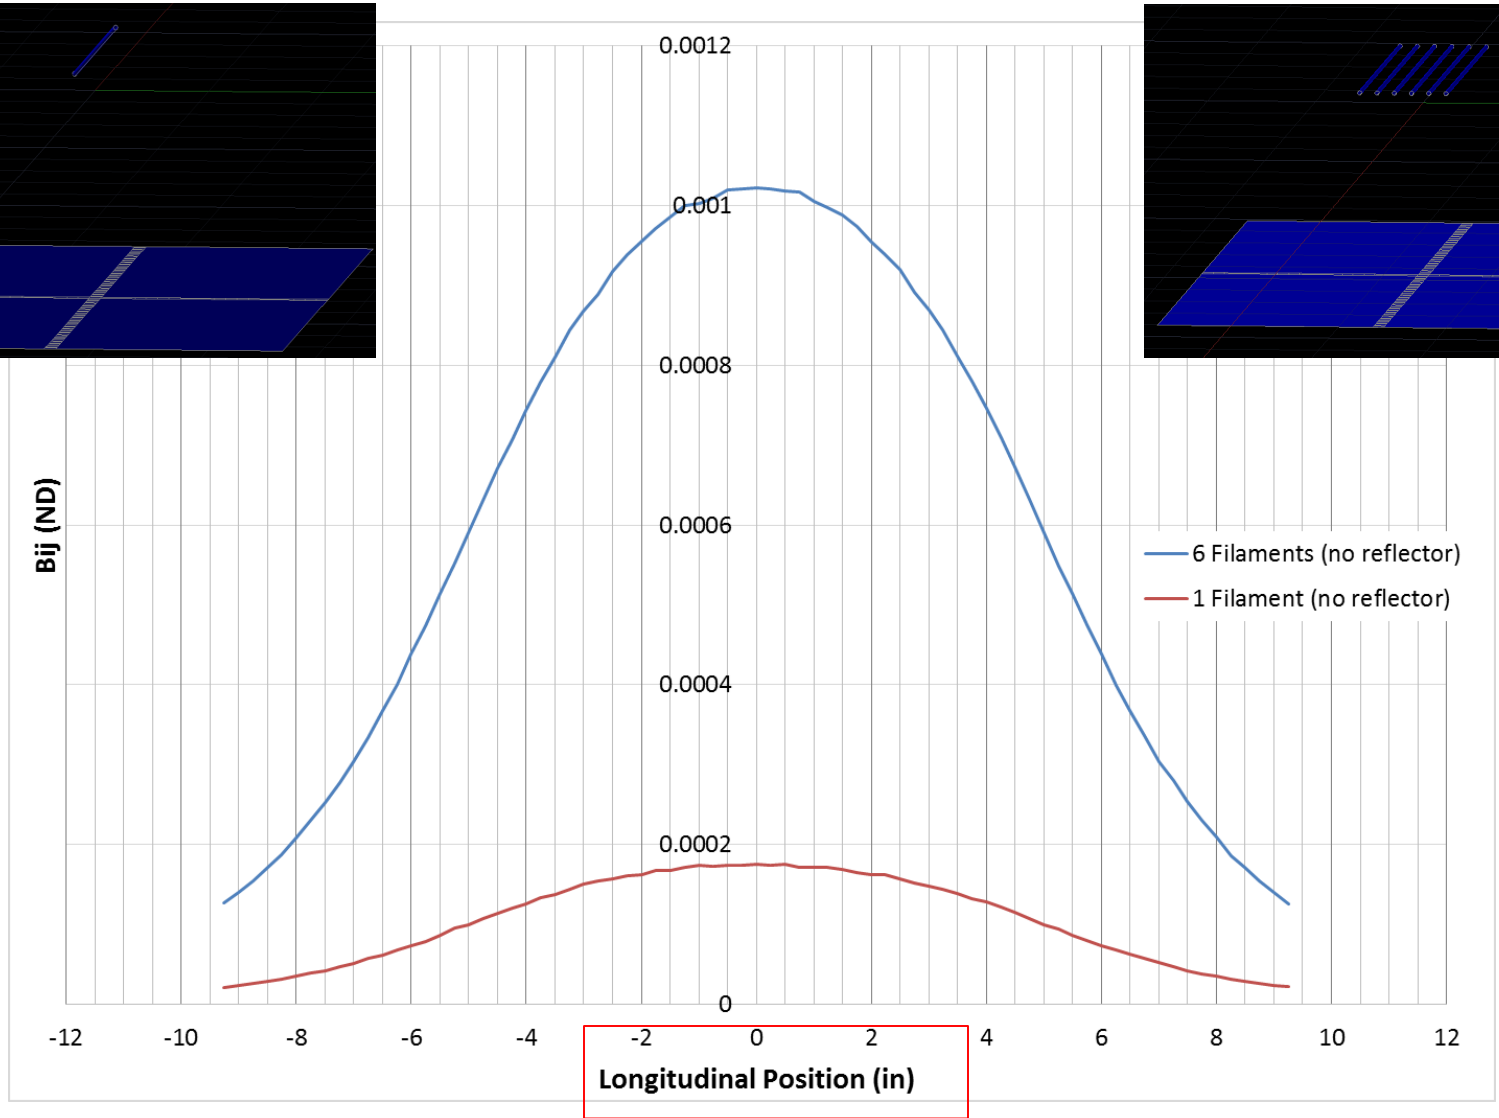 0.0012
0.001
0.0008
0.0006
0.0004
0.0002
0
Bij (ND)
6 Filaments (no reflector)
1 Filament (no reflector)
-12 -10 -8 -6 -4 -2 0 2 4 6 8 10 12
Longitudinal Position (in)